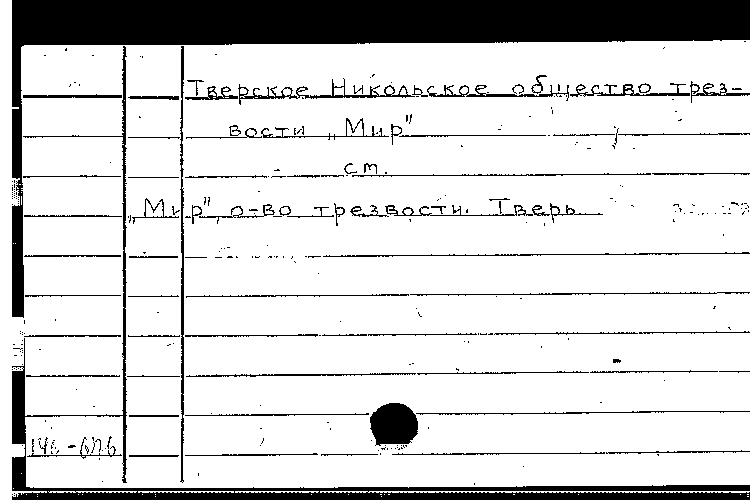 Тверское Никольское общество трез-
вости „Мир"
см.
„Мир", о-во трезвости. Тверь